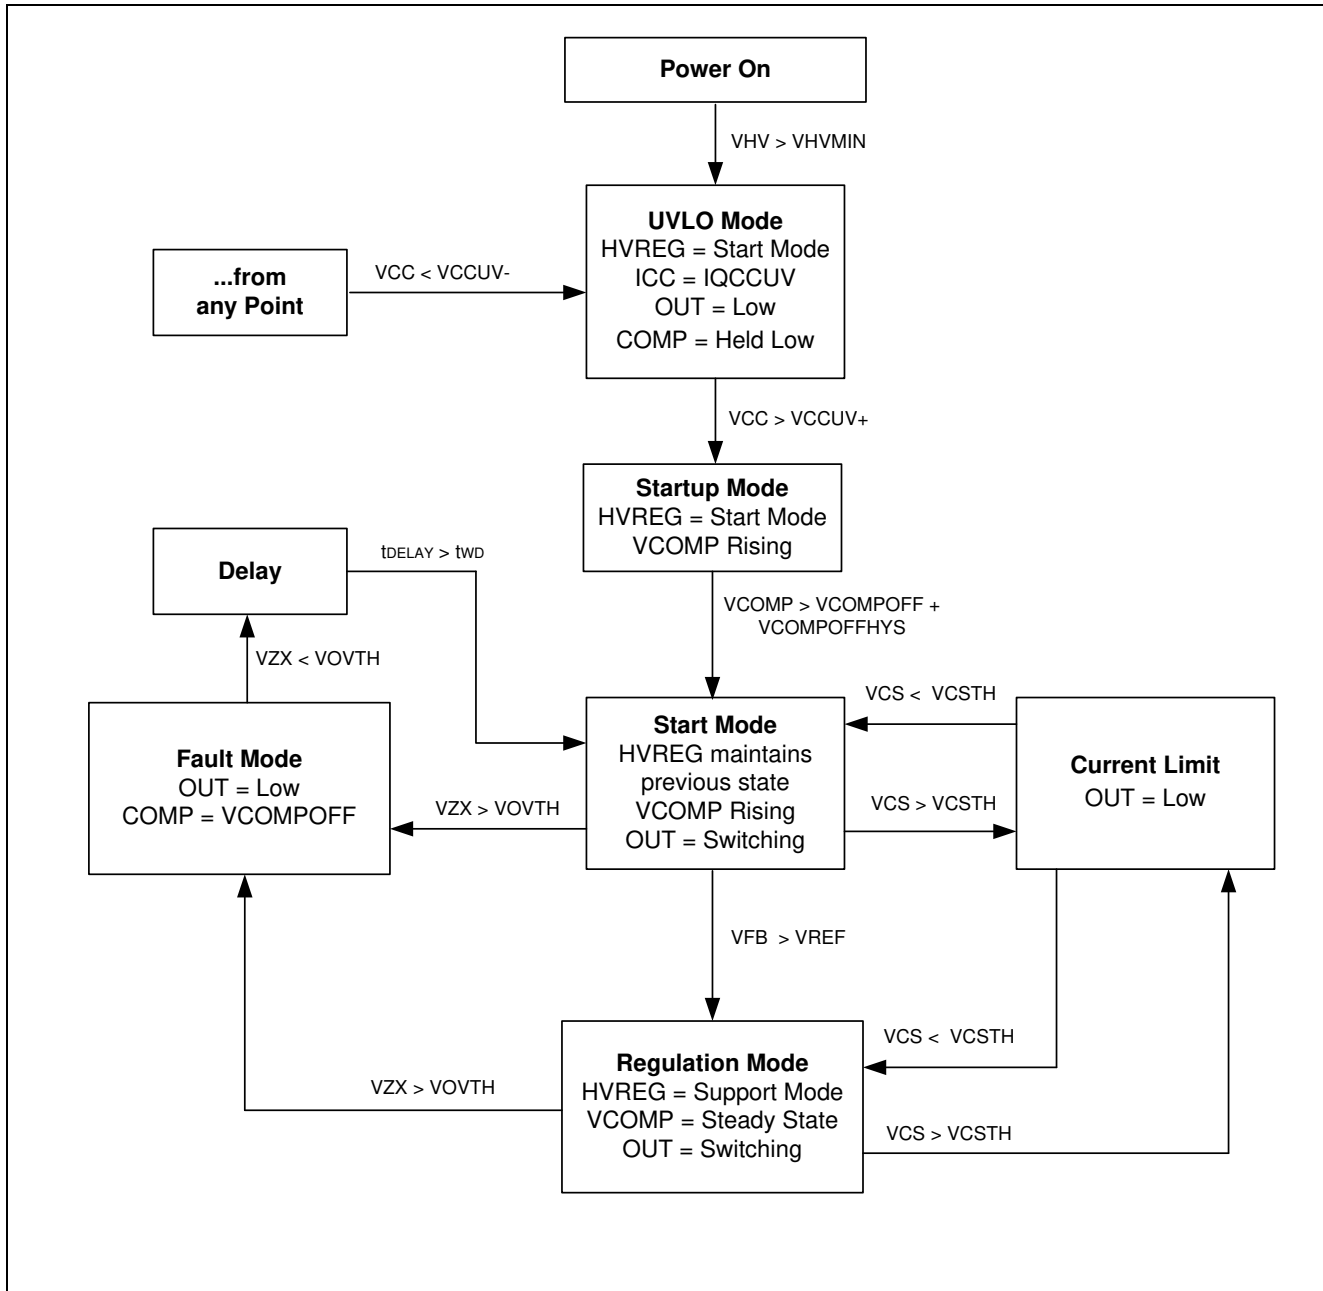 Power On
VHV > VHVMIN
UVLO Mode
HVREG = Start Mode
ICC = IQCCUV
OUT = Low
COMP = Held Low
...from
any Point
VCC < VCCUV-
VCC > VCCUV+
Startup Mode
HVREG = Start Mode
VCOMP Rising
Delay
tDELAY > tWD
VCOMP > VCOMPOFF +
VCOMPOFFHYS
VZX < VOVTH
Fault Mode
OUT = Low
COMP = VCOMPOFF
VZX > VOVTH
Start Mode
HVREG maintains
previous state
VCOMP Rising
OUT = Switching
VCS < VCSTH
VCS > VCSTH
Current Limit
OUT = Low
VFB > VREF
Regulation Mode
HVREG = Support Mode
VCOMP = Steady State
OUT = Switching
VZX > VOVTH
VCS < VCSTH
VCS > VCSTH